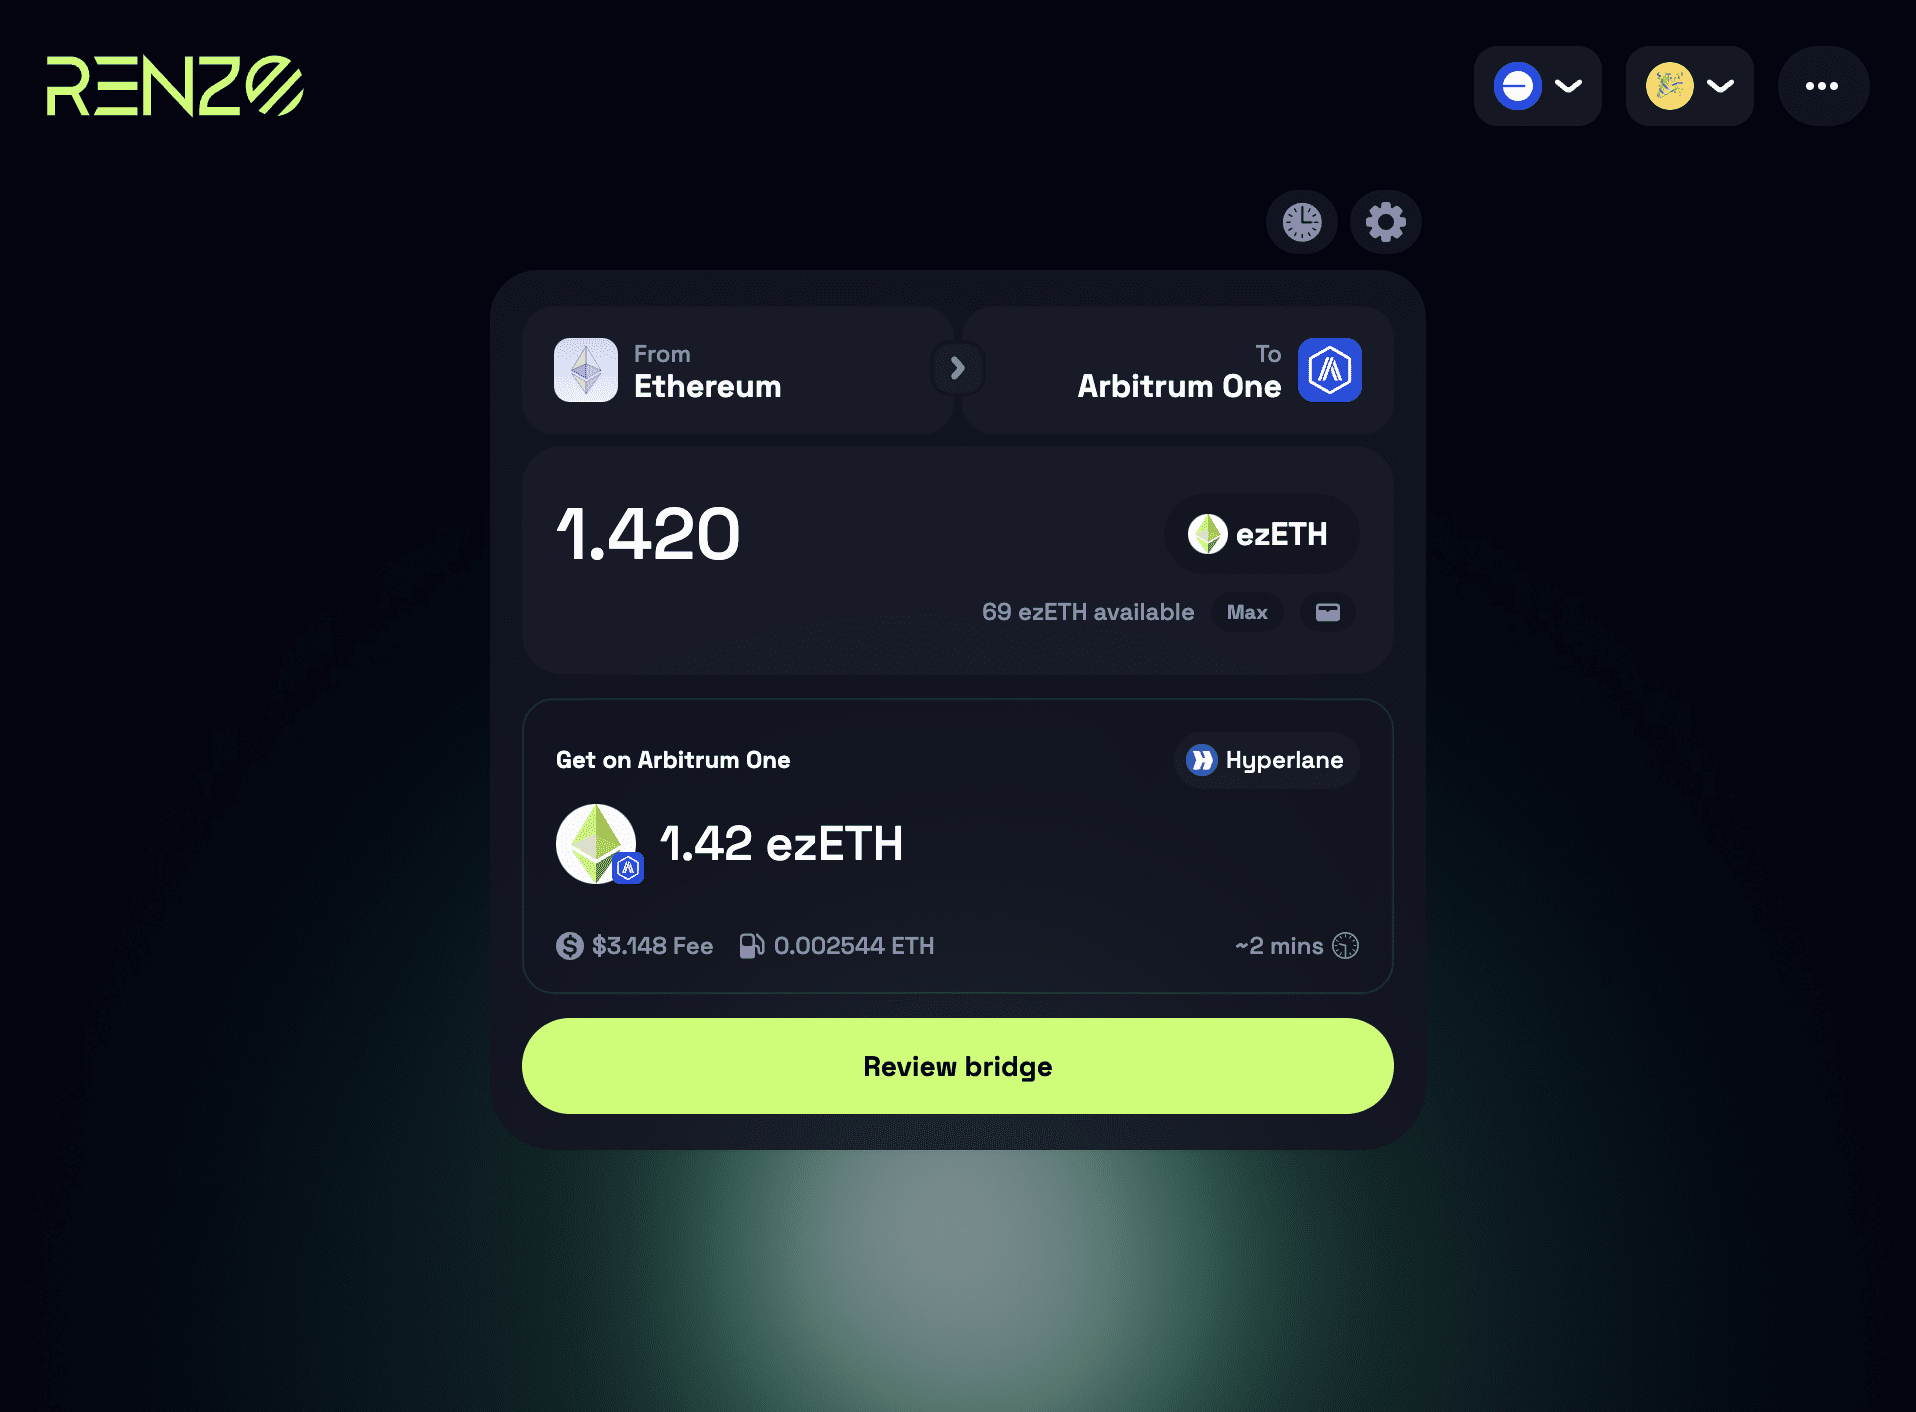 RENZO
From
Ethereum
To
Arbitrum One
1.420
ezETH
69 ezETH available
Max
Get on Arbitrum One
Hyperlane
1.42 ezETH
$3.148 Fee
0.002544 ETH
~2 mins
Review bridge